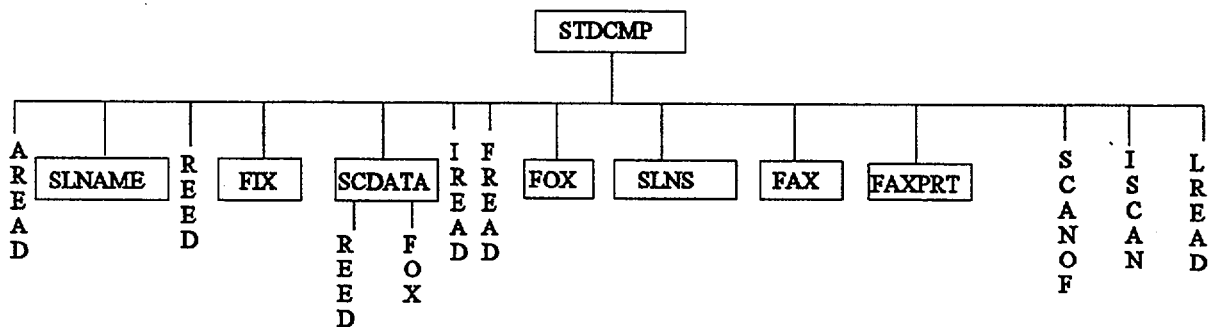 STDCMP
AREAD
SLNAME
REED
FIX
SCDATA
IREAD
FREAD
FOX
SLNS
FAX
FAXPRT
SCANOF
ISCAN
LREAD
REED
FOX